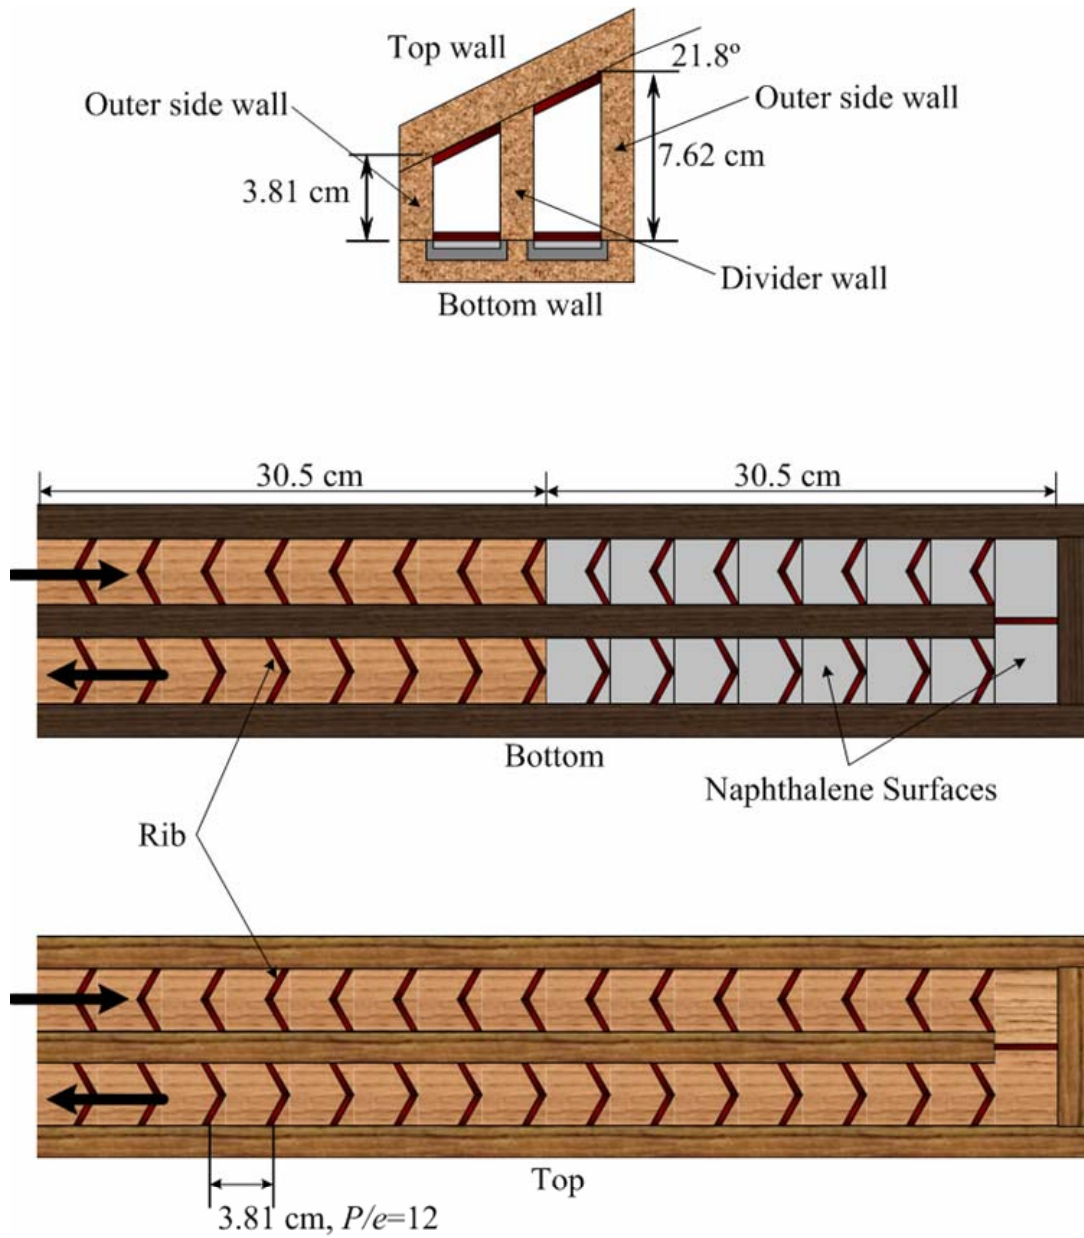 Top wall
21.8º
Outer side wall
Outer side wall
7.62 cm
3.81 cm
Divider wall
Bottom wall
30.5 cm
30.5 cm
Bottom
Naphthalene Surfaces
Rib
Top
3.81 cm, P/e=12